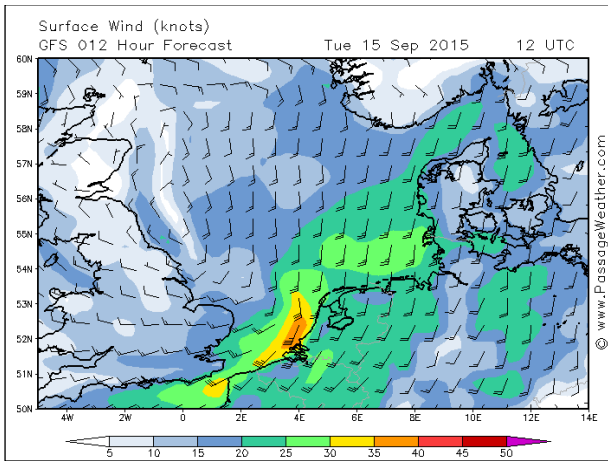 Surface Wind (knots)
GFS 012 Hour Forecast Tue 15 Sep 2015 12 UTC
60N
59N
58N
57N
56N
55N
54N
53N
52N
51N
50N
4W 2W 0 2E 4E 6E 8E 10E 12E 14E
5 10 15 20 25 30 35 40 45 50
© www.PassageWeather.com